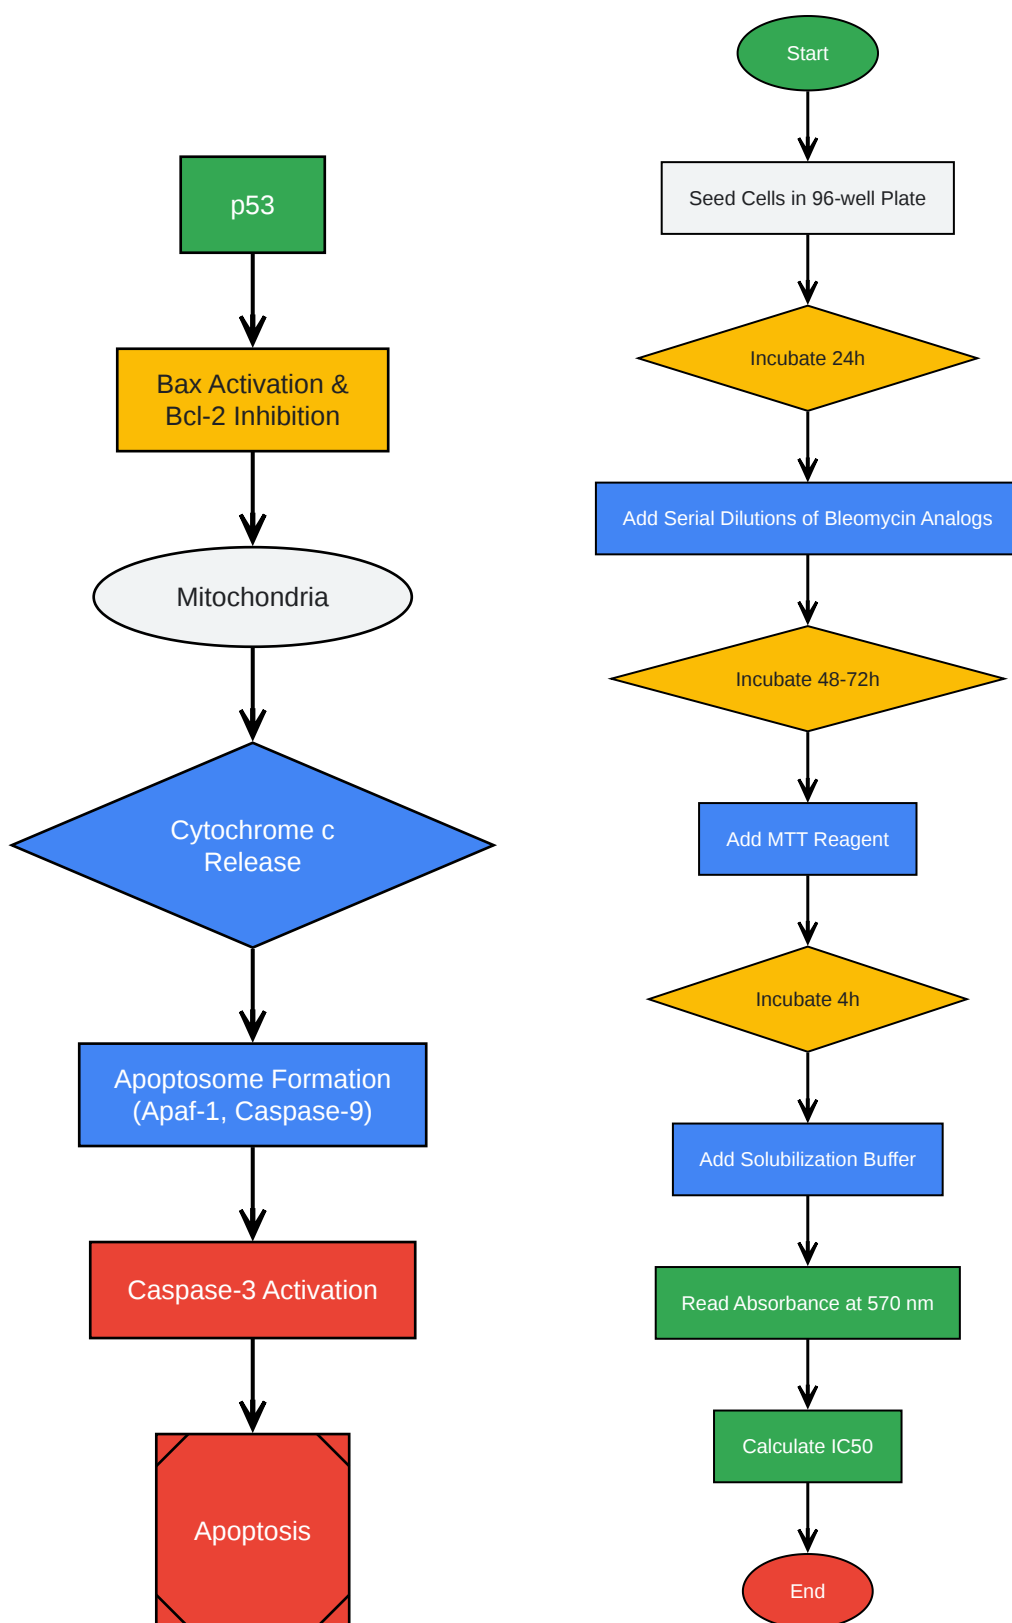 p53
Bax Activation &
Bcl-2 Inhibition
Mitochondria
Cytochrome c
Release
Apoptosome Formation
(Apaf-1, Caspase-9)
Caspase-3 Activation
Apoptosis
Start
Seed Cells in 96-well Plate
Incubate 24h
Add Serial Dilutions of Bleomycin Analogs
Incubate 48-72h
Add MTT Reagent
Incubate 4h
Add Solubilization Buffer
Read Absorbance at 570 nm
Calculate IC50
End